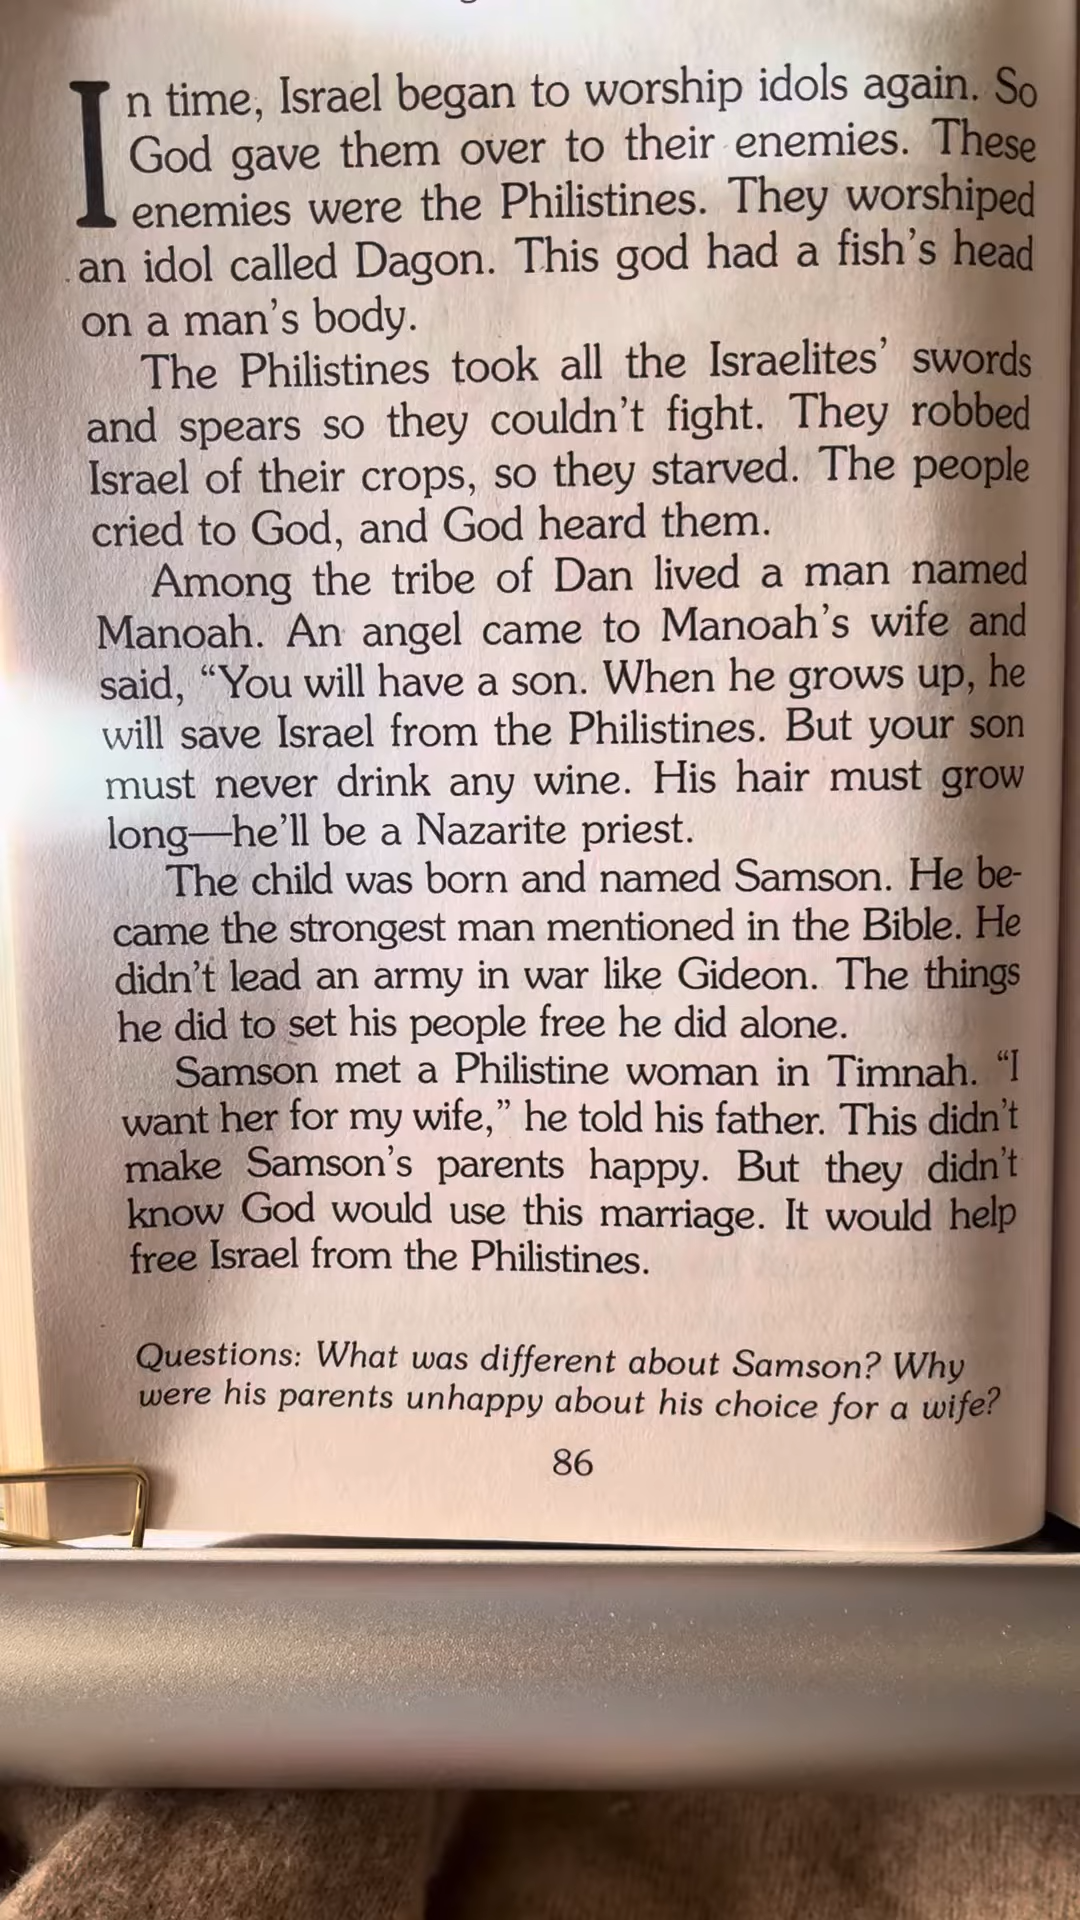 In time, Israel began to worship idols again. So
God gave them over to their enemies. These
enemies were the Philistines. They worshiped
an idol called Dagon. This god had a fish's head
on a man's body.
The Philistines took all the Israelites' swords
and spears so they couldn't fight. They robbed
Israel of their crops, so they starved. The people
cried to God, and God heard them.
Among the tribe of Dan lived a man named
Manoah. An angel came to Manoah's wife and
said, “You will have a son. When he grows up, he
will save Israel from the Philistines. But your son
must never drink any wine. His hair must grow
long—he'll be a Nazarite priest.
The child was born and named Samson. He be-
came the strongest man mentioned in the Bible. He
didn't lead an army in war like Gideon. The things
he did to set his people free he did alone.
Samson met a Philistine woman in Timnah. “I
want her for my wife,” he told his father. This didn't
make Samson's parents happy. But they didn't
know God would use this marriage. It would help
free Israel from the Philistines.
Questions: What was different about Samson? Why
were his parents unhappy about his choice for a wife?
86